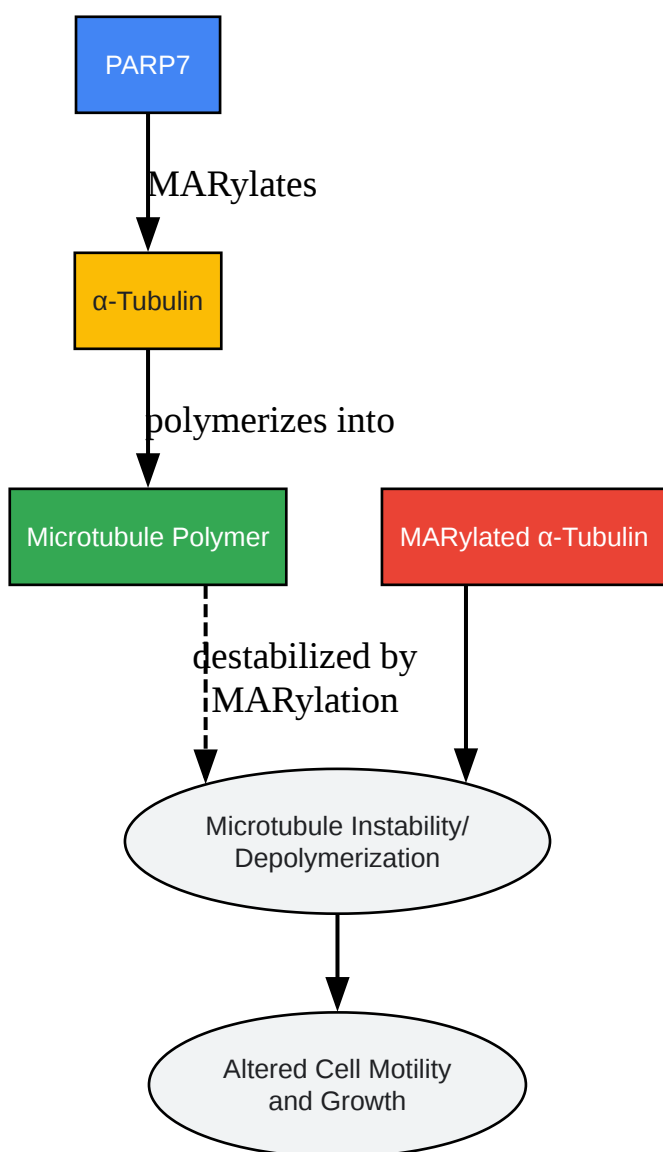 PARP7
MARylates
α-Tubulin
polymerizes into
Microtubule Polymer
MARylated α-Tubulin
destabilized by
MARylation
Microtubule Instability/
Depolymerization
Altered Cell Motility
and Growth